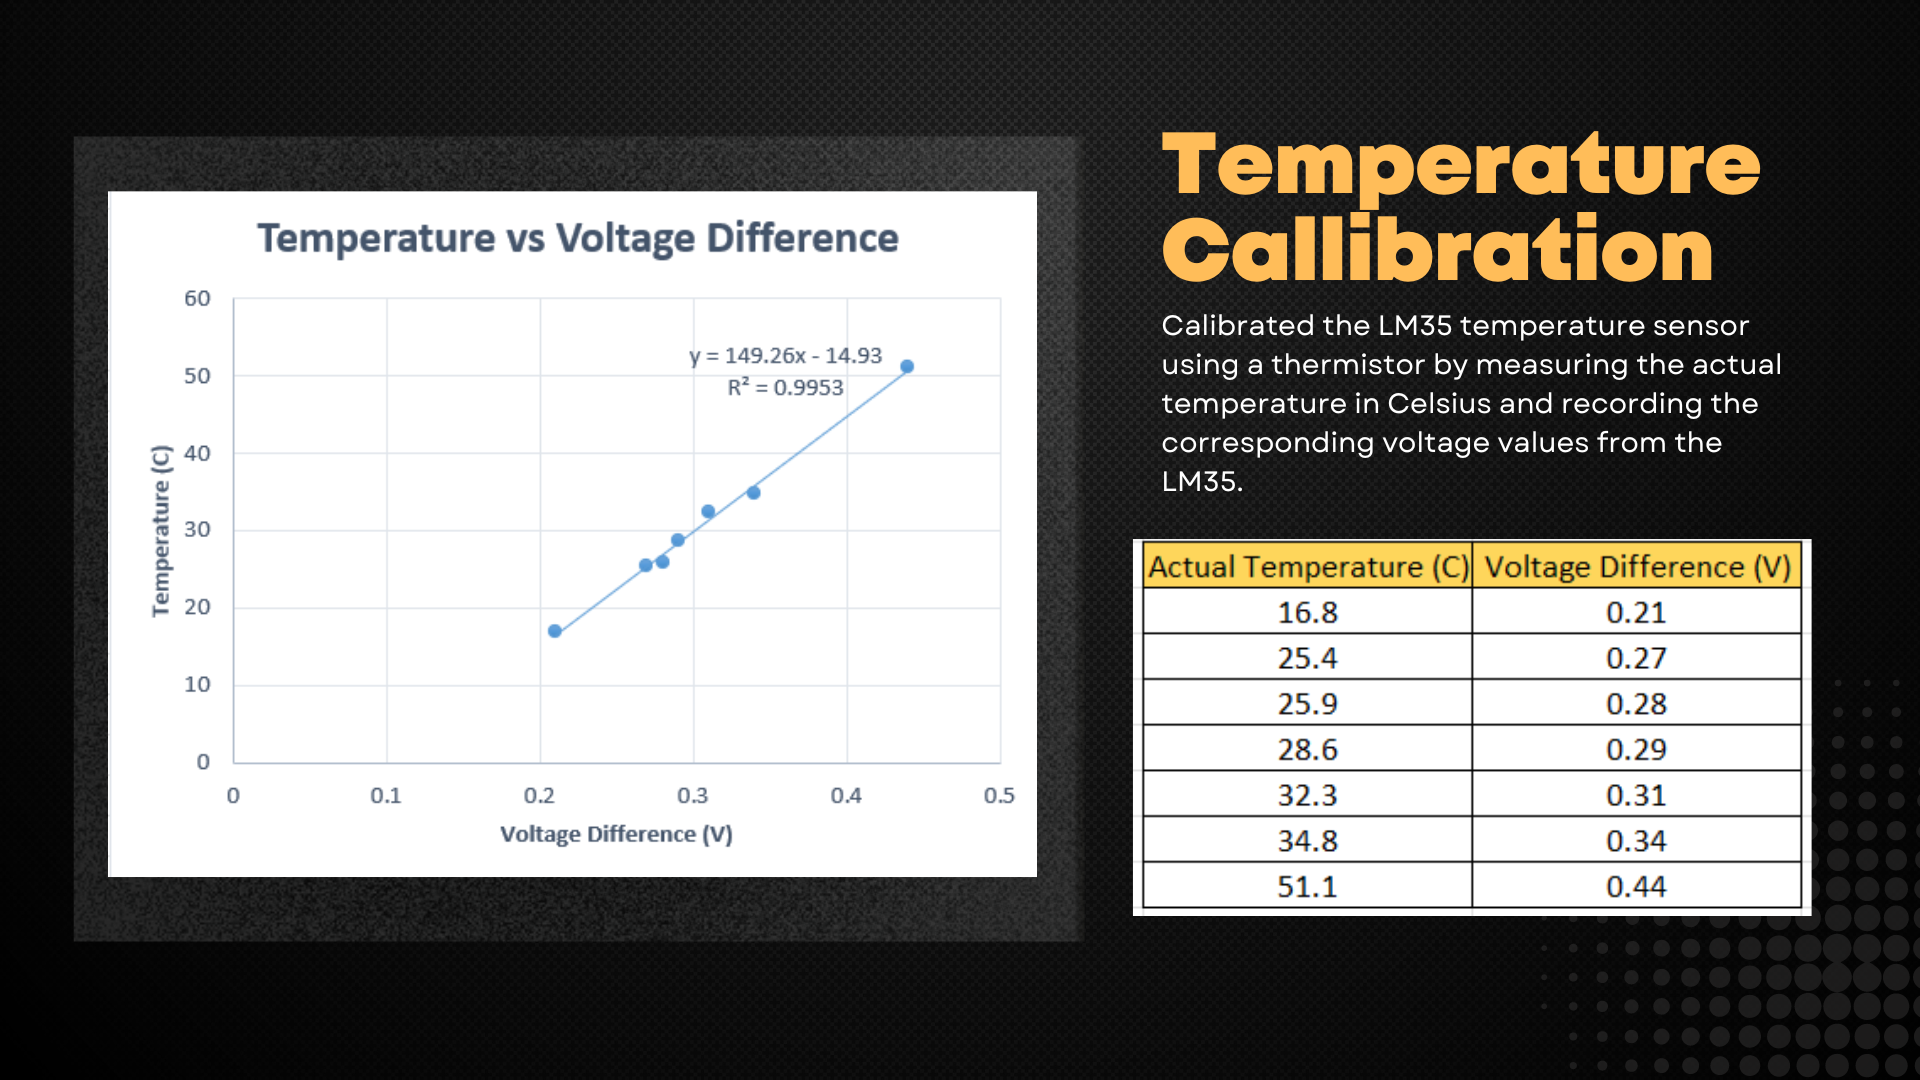 Temperature vs Voltage Difference
60
50
40
30
20
10
0
y = 149.26x - 14.93
R² = 0.9953
Temperature (C)
0 0.1 0.2 0.3 0.4 0.5
Voltage Difference (V)
Temperature
Callibration
Calibrated the LM35 temperature sensor
using a thermistor by measuring the actual
temperature in Celsius and recording the
corresponding voltage values from the
LM35.
Actual Temperature (C) Voltage Difference (V)
16.8 0.21
25.4 0.27
25.9 0.28
28.6 0.29
32.3 0.31
34.8 0.34
51.1 0.44